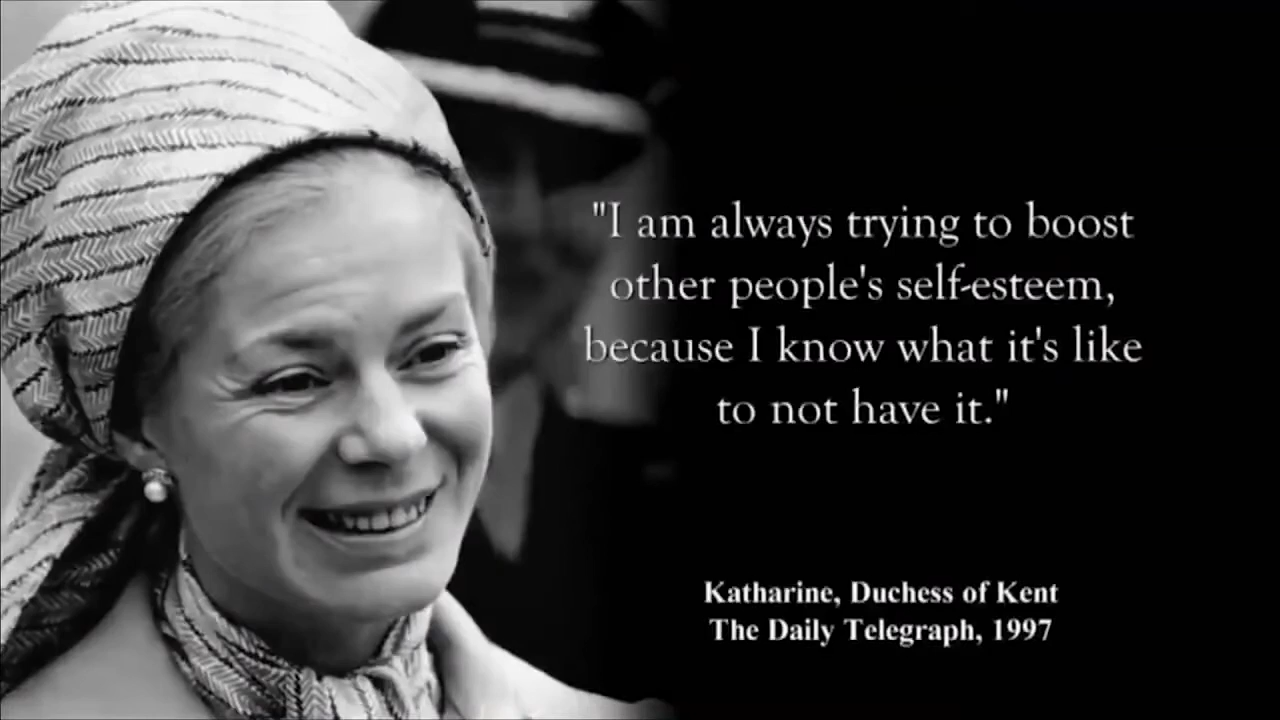 "I am always trying to boost
other people's self-esteem,
because I know what it's like
to not have it."
Katharine, Duchess of Kent
The Daily Telegraph, 1997